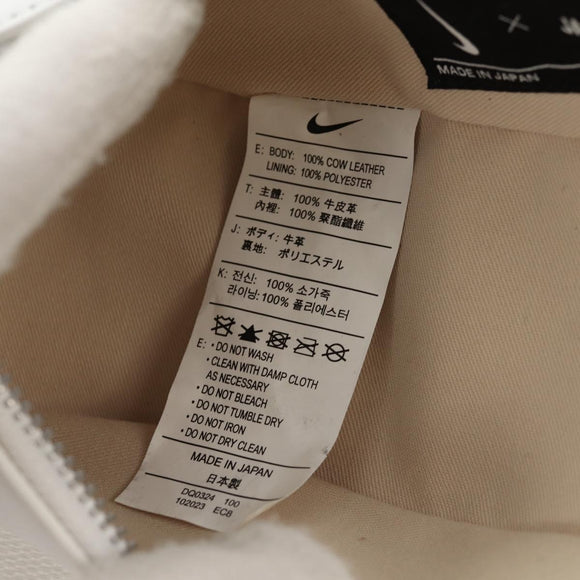 ×
MADE IN JAPAN
E: BODY: 100% COW LEATHER
LINING: 100% POLYESTER
T: 主體: 100% 牛皮革
內裡: 100% 聚酯纖維
J: ボディ: 牛革
裏地: ポリエステル
K: 전신: 100% 소가죽
라이닝: 100% 폴리에스터
E: • DO NOT WASH
• CLEAN WITH DAMP CLOTH
AS NECESSARY
• DO NOT BLEACH
• DO NOT TUMBLE DRY
• DO NOT IRON
• DO NOT DRY CLEAN
MADE IN JAPAN
日本製
DQ0324 100
102023 EC8